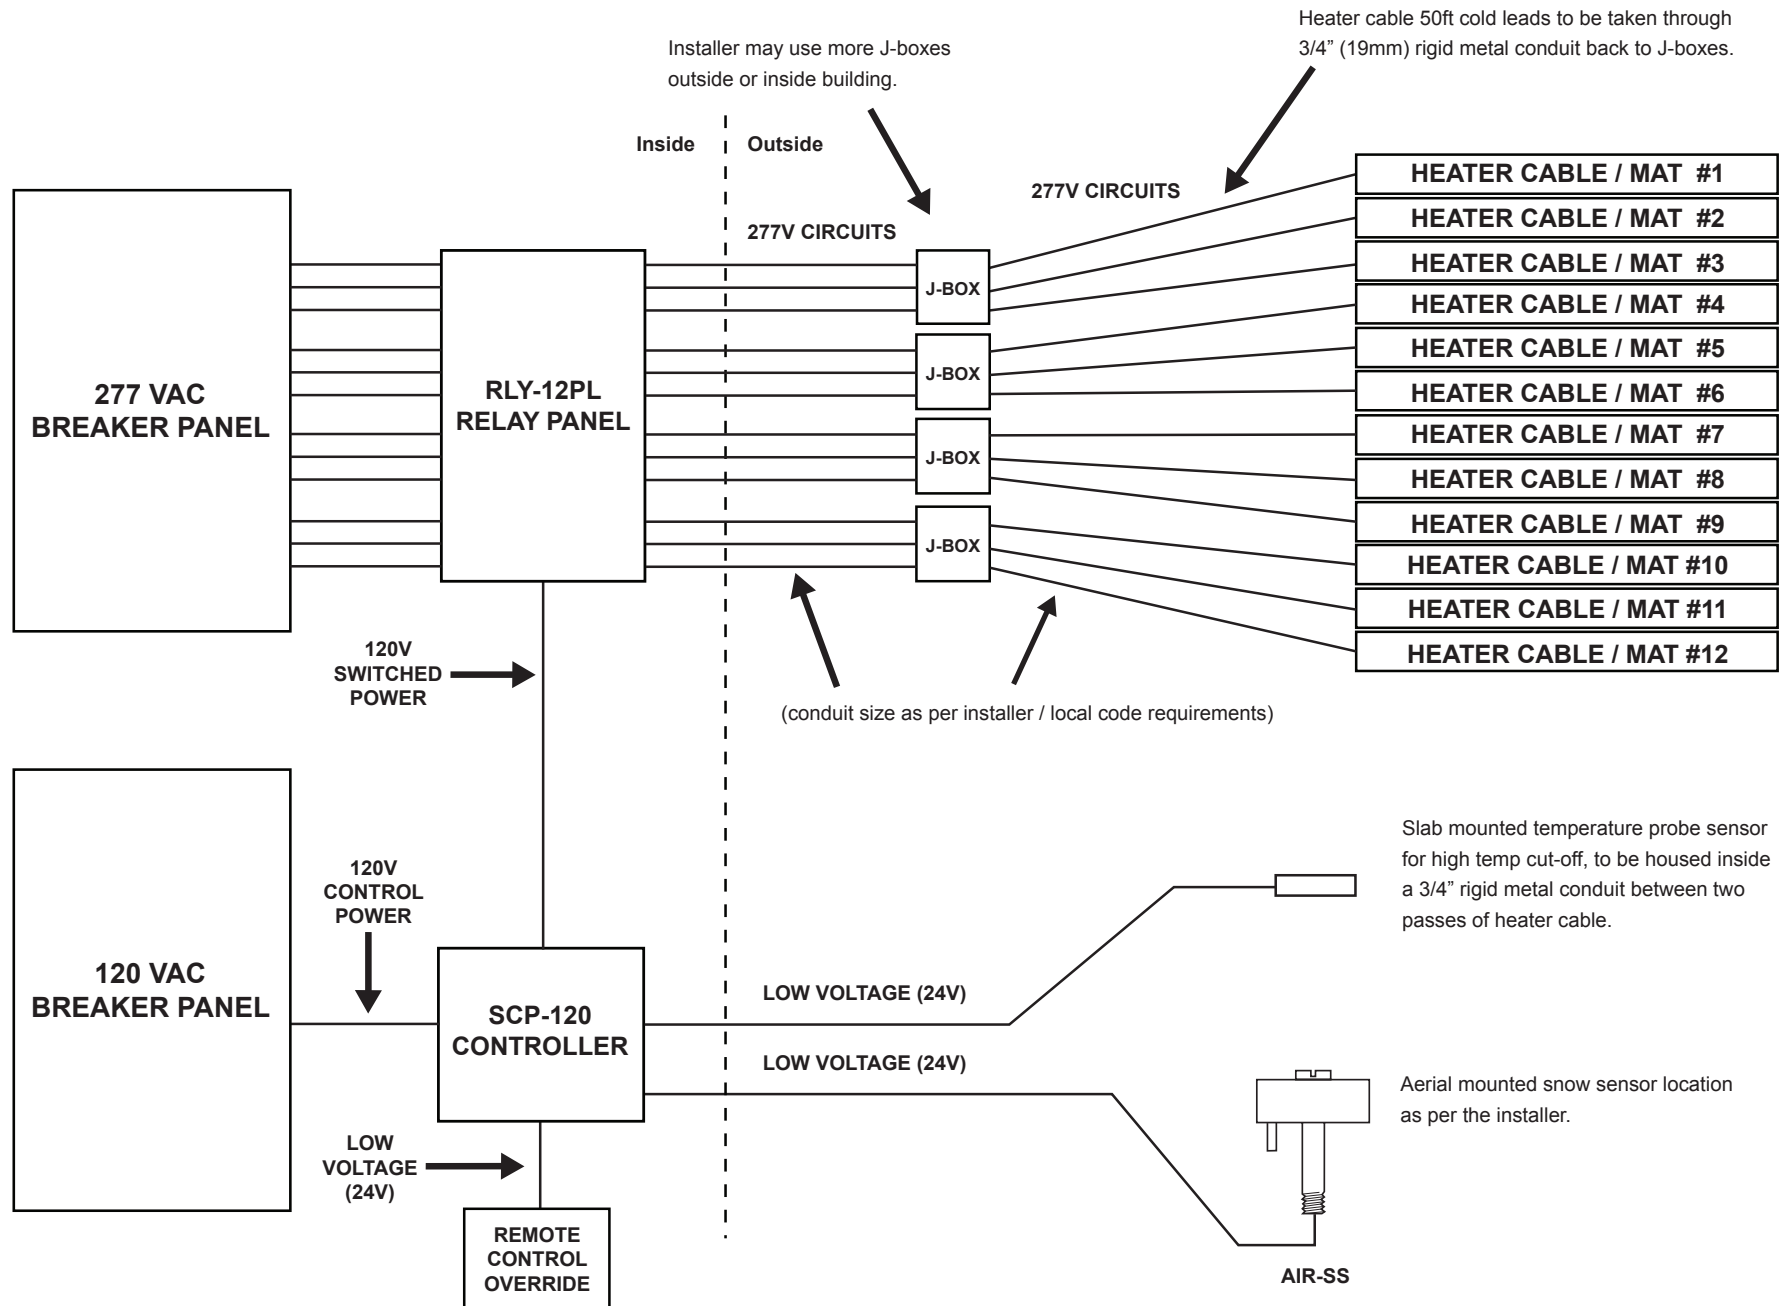 Heater cable 50ft cold leads to be taken through
3/4” (19mm) rigid metal conduit back to J-boxes.
Installer may use more J-boxes
outside or inside building.
Inside
Outside
277V CIRCUITS
277V CIRCUITS
HEATER CABLE / MAT #1
HEATER CABLE / MAT #2
HEATER CABLE / MAT #3
HEATER CABLE / MAT #4
HEATER CABLE / MAT #5
HEATER CABLE / MAT #6
HEATER CABLE / MAT #7
HEATER CABLE / MAT #8
HEATER CABLE / MAT #9
HEATER CABLE / MAT #10
HEATER CABLE / MAT #11
HEATER CABLE / MAT #12
J-BOX
J-BOX
J-BOX
J-BOX
277 VAC
BREAKER PANEL
RLY-12PL
RELAY PANEL
120V
SWITCHED
POWER
(conduit size as per installer / local code requirements)
120 VAC
BREAKER PANEL
120V
CONTROL
POWER
SCP-120
CONTROLLER
LOW VOLTAGE (24V)
LOW VOLTAGE (24V)
Slab mounted temperature probe sensor
for high temp cut-off, to be housed inside
a 3/4” rigid metal conduit between two
passes of heater cable.
Aerial mounted snow sensor location
as per the installer.
LOW
VOLTAGE
(24V)
REMOTE
CONTROL
OVERRIDE
AIR-SS